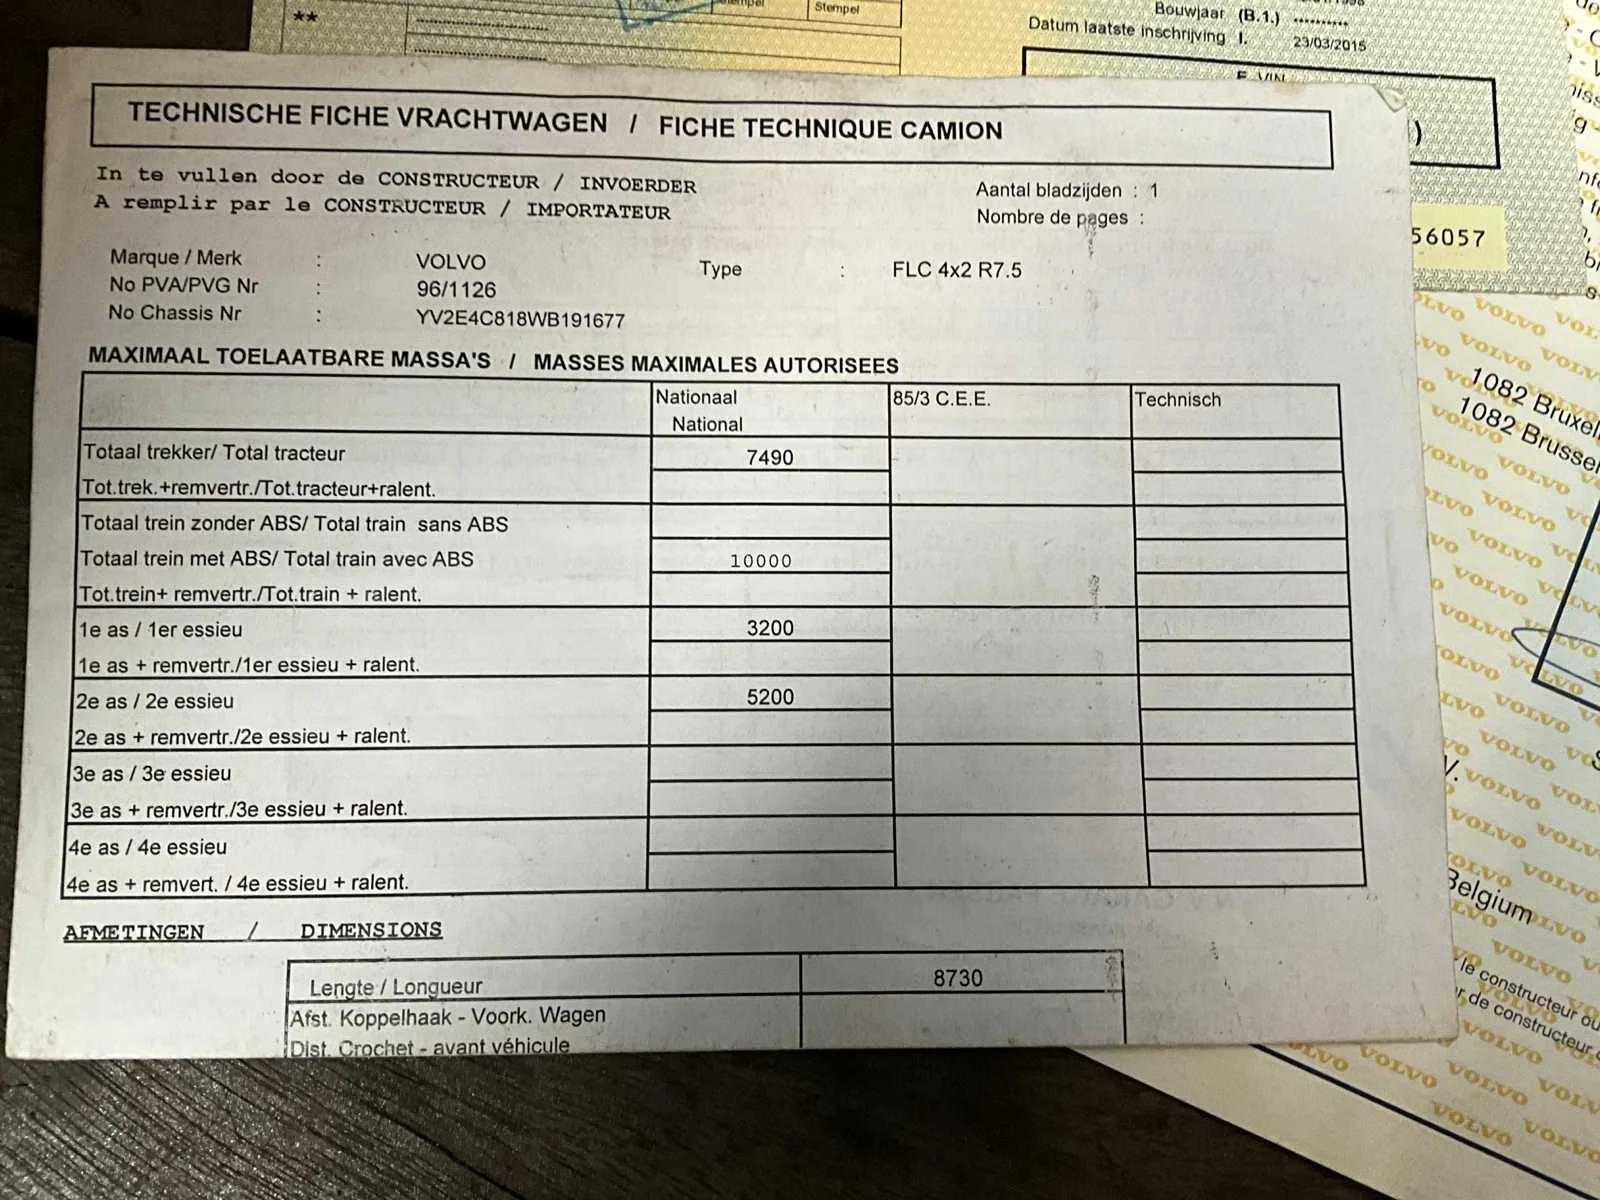 **
Stempel
Bouwjaar (B.1.) ..........
Datum laatste inschrijving I. 23/03/2015
E VIN
TECHNISCHE FICHE VRACHTWAGEN / FICHE TECHNIQUE CAMION
In te vullen door de CONSTRUCTEUR / INVOERDER
A remplir par le CONSTRUCTEUR / IMPORTATEUR
Aantal bladzijden : 1
Nombre de pages :
56057
Marque / Merk : VOLVO Type : FLC 4x2 R7.5
No PVA/PVG Nr : 96/1126
No Chassis Nr : YV2E4C818WB191677
MAXIMAAL TOELAATBARE MASSA'S / MASSES MAXIMALES AUTORISEES
Nationaal 85/3 C.E.E. Technisch
National
Totaal trekker/ Total tracteur 7490
Tot.trek.+remvertr./Tot.tracteur+ralent.
Totaal trein zonder ABS/ Total train sans ABS
Totaal trein met ABS/ Total train avec ABS 10000
Tot.trein+ remvertr./Tot.train + ralent.
1e as / 1er essieu 3200
1e as + remvertr./1er essieu + ralent.
2e as / 2e essieu 5200
2e as + remvertr./2e essieu + ralent.
3e as / 3e essieu
3e as + remvertr./3e essieu + ralent.
4e as / 4e essieu
4e as + remvert. / 4e essieu + ralent.
AFMETINGEN / DIMENSIONS
Lengte / Longueur 8730
Afst. Koppelhaak - Voork. Wagen
Dist. Crochet - avant véhicule
1082 Bruxel
1082 Brussel
Belgium
le constructeur ou
de constructeur
VOLVO